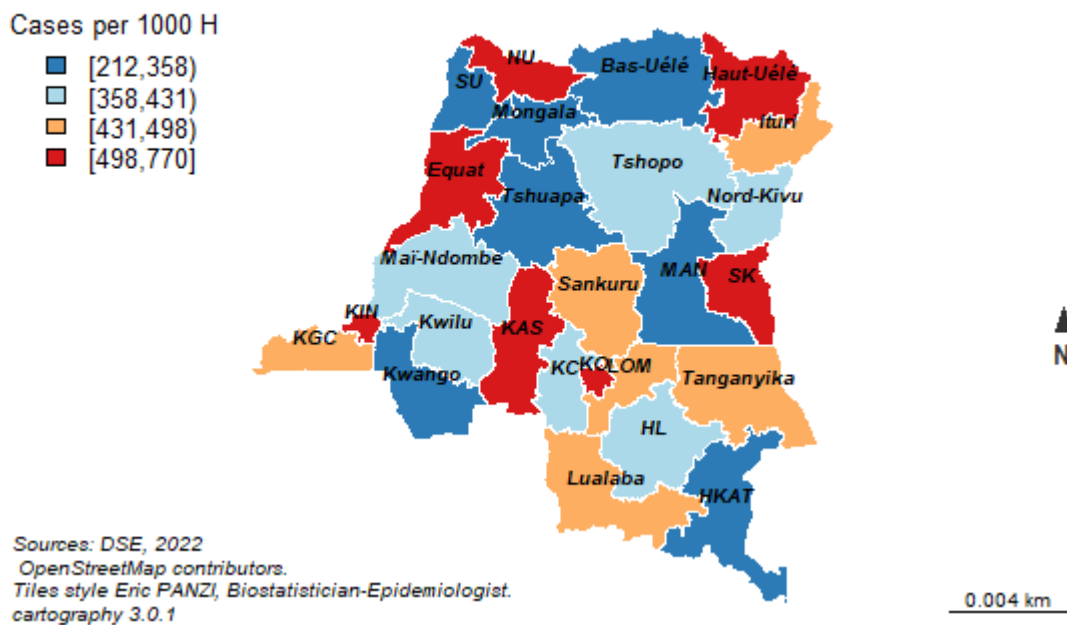 Cases per 1000 H
[212,358)
[358,431)
[431,498)
[498,770]
NU
Bas-Uélé
Haut-Uélé
SU
Mongala
Ituri
Equat
Tshopo
Tshuapa
Nord-Kivu
Maï-Ndombe
Sankuru
MAN
SK
KIN
KGC
Kwilu
KAS
Kwango
KC
KO
LOM
Tanganyika
HL
Lualaba
HKAT
N
Sources: DSE, 2022
OpenStreetMap contributors.
Tiles style Eric PANZI, Biostatistician-Epidemiologist.
cartography 3.0.1
0.004 km